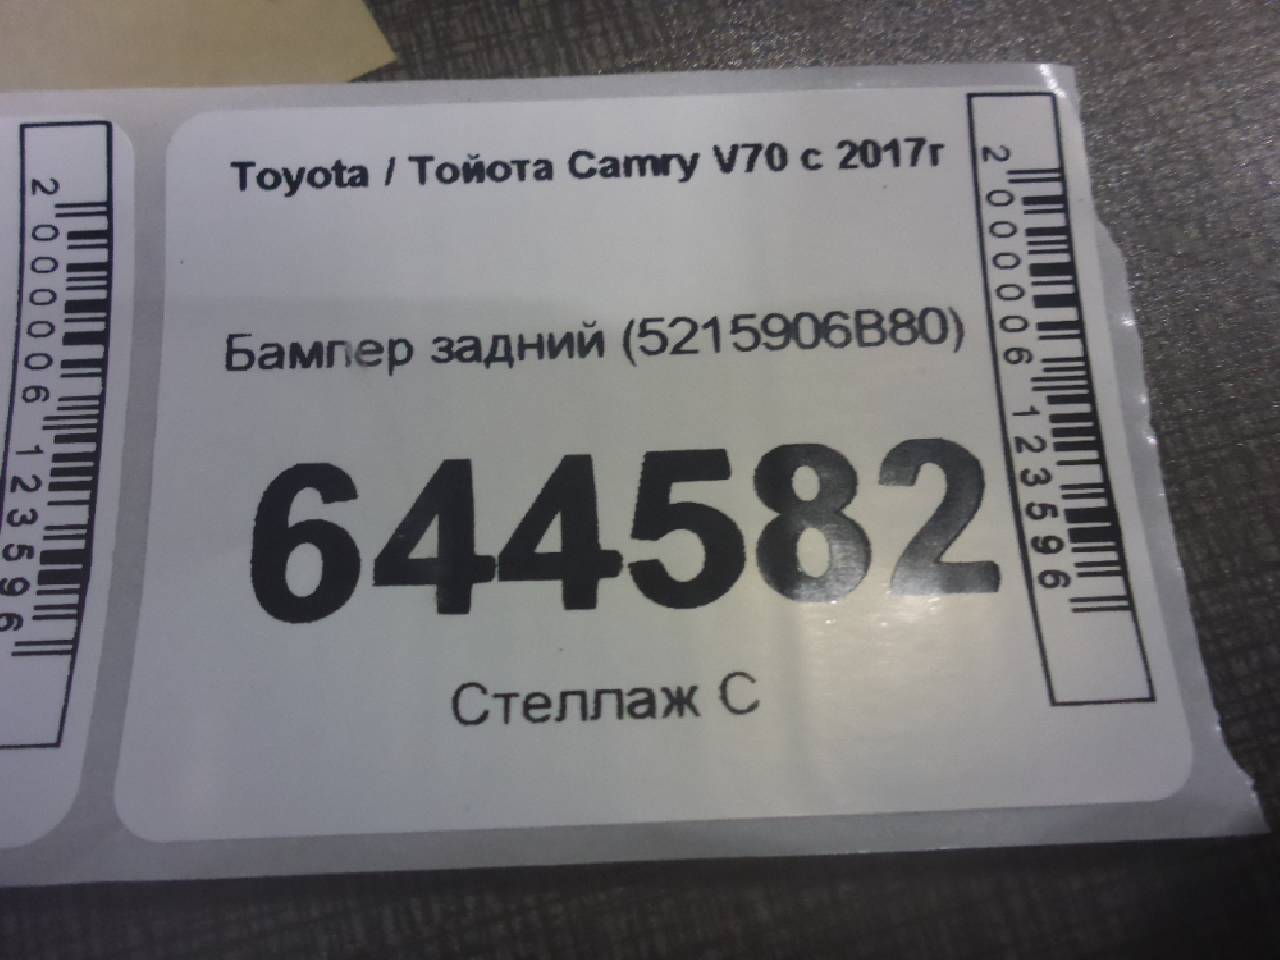 Toyota / Тойота Camry V70 с 2017г
Бампер задний (5215906B80)
644582
Стеллаж С
2000006123596
2000006123596